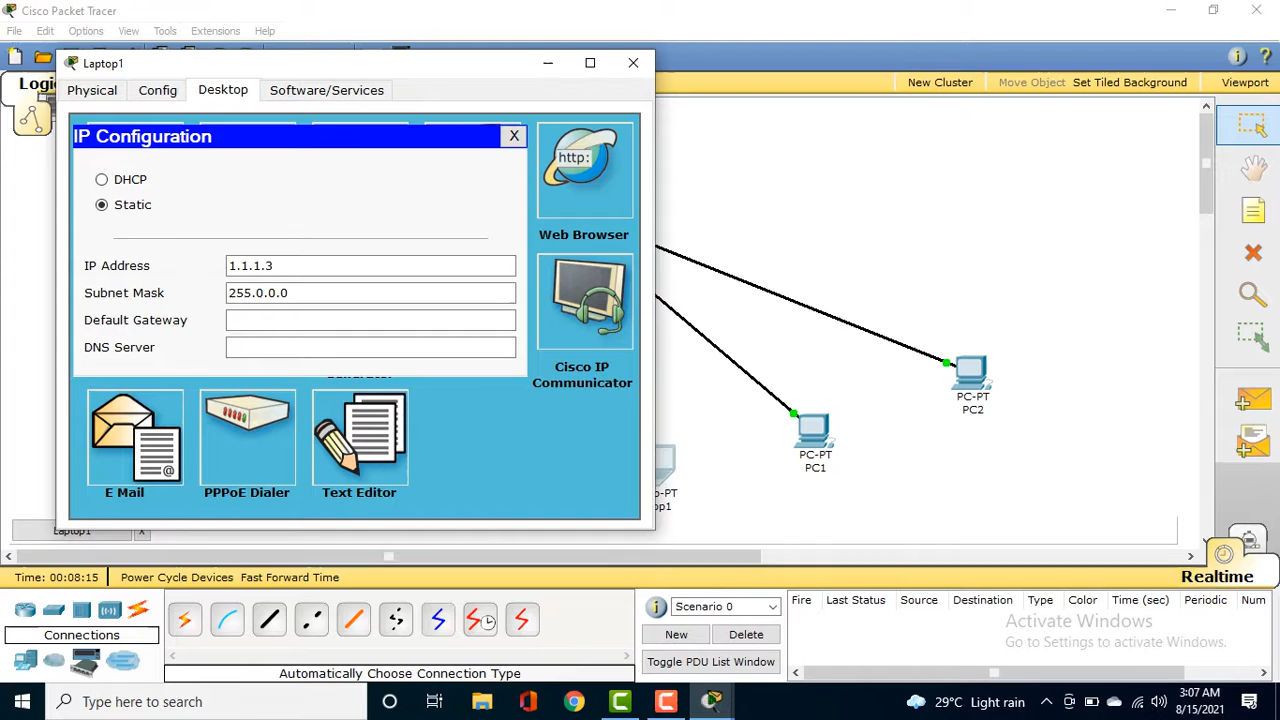 Cisco Packet Tracer
File Edit Options View Tools Extensions Help
Laptop1
Physical Config Desktop Software/Services
New Cluster Move Object Set Tiled Background Viewport
IP Configuration X
DHCP
Static
IP Address 1.1.1.3
Subnet Mask 255.0.0.0
Default Gateway
DNS Server
http:
Web Browser
Cisco IP
Communicator
E Mail PPPoE Dialer Text Editor
PC-PT
PC2
PC-PT
PC1
Laptop1 x
Time: 00:08:15 Power Cycle Devices Fast Forward Time Realtime
Connections
Automatically Choose Connection Type
Scenario 0
New Delete
Toggle PDU List Window
Fire Last Status Source Destination Type Color Time (sec) Periodic Num
Activate Windows
Go to Settings to activate Windows.
Type here to search
29°C Light rain
3:07 AM
8/15/2021